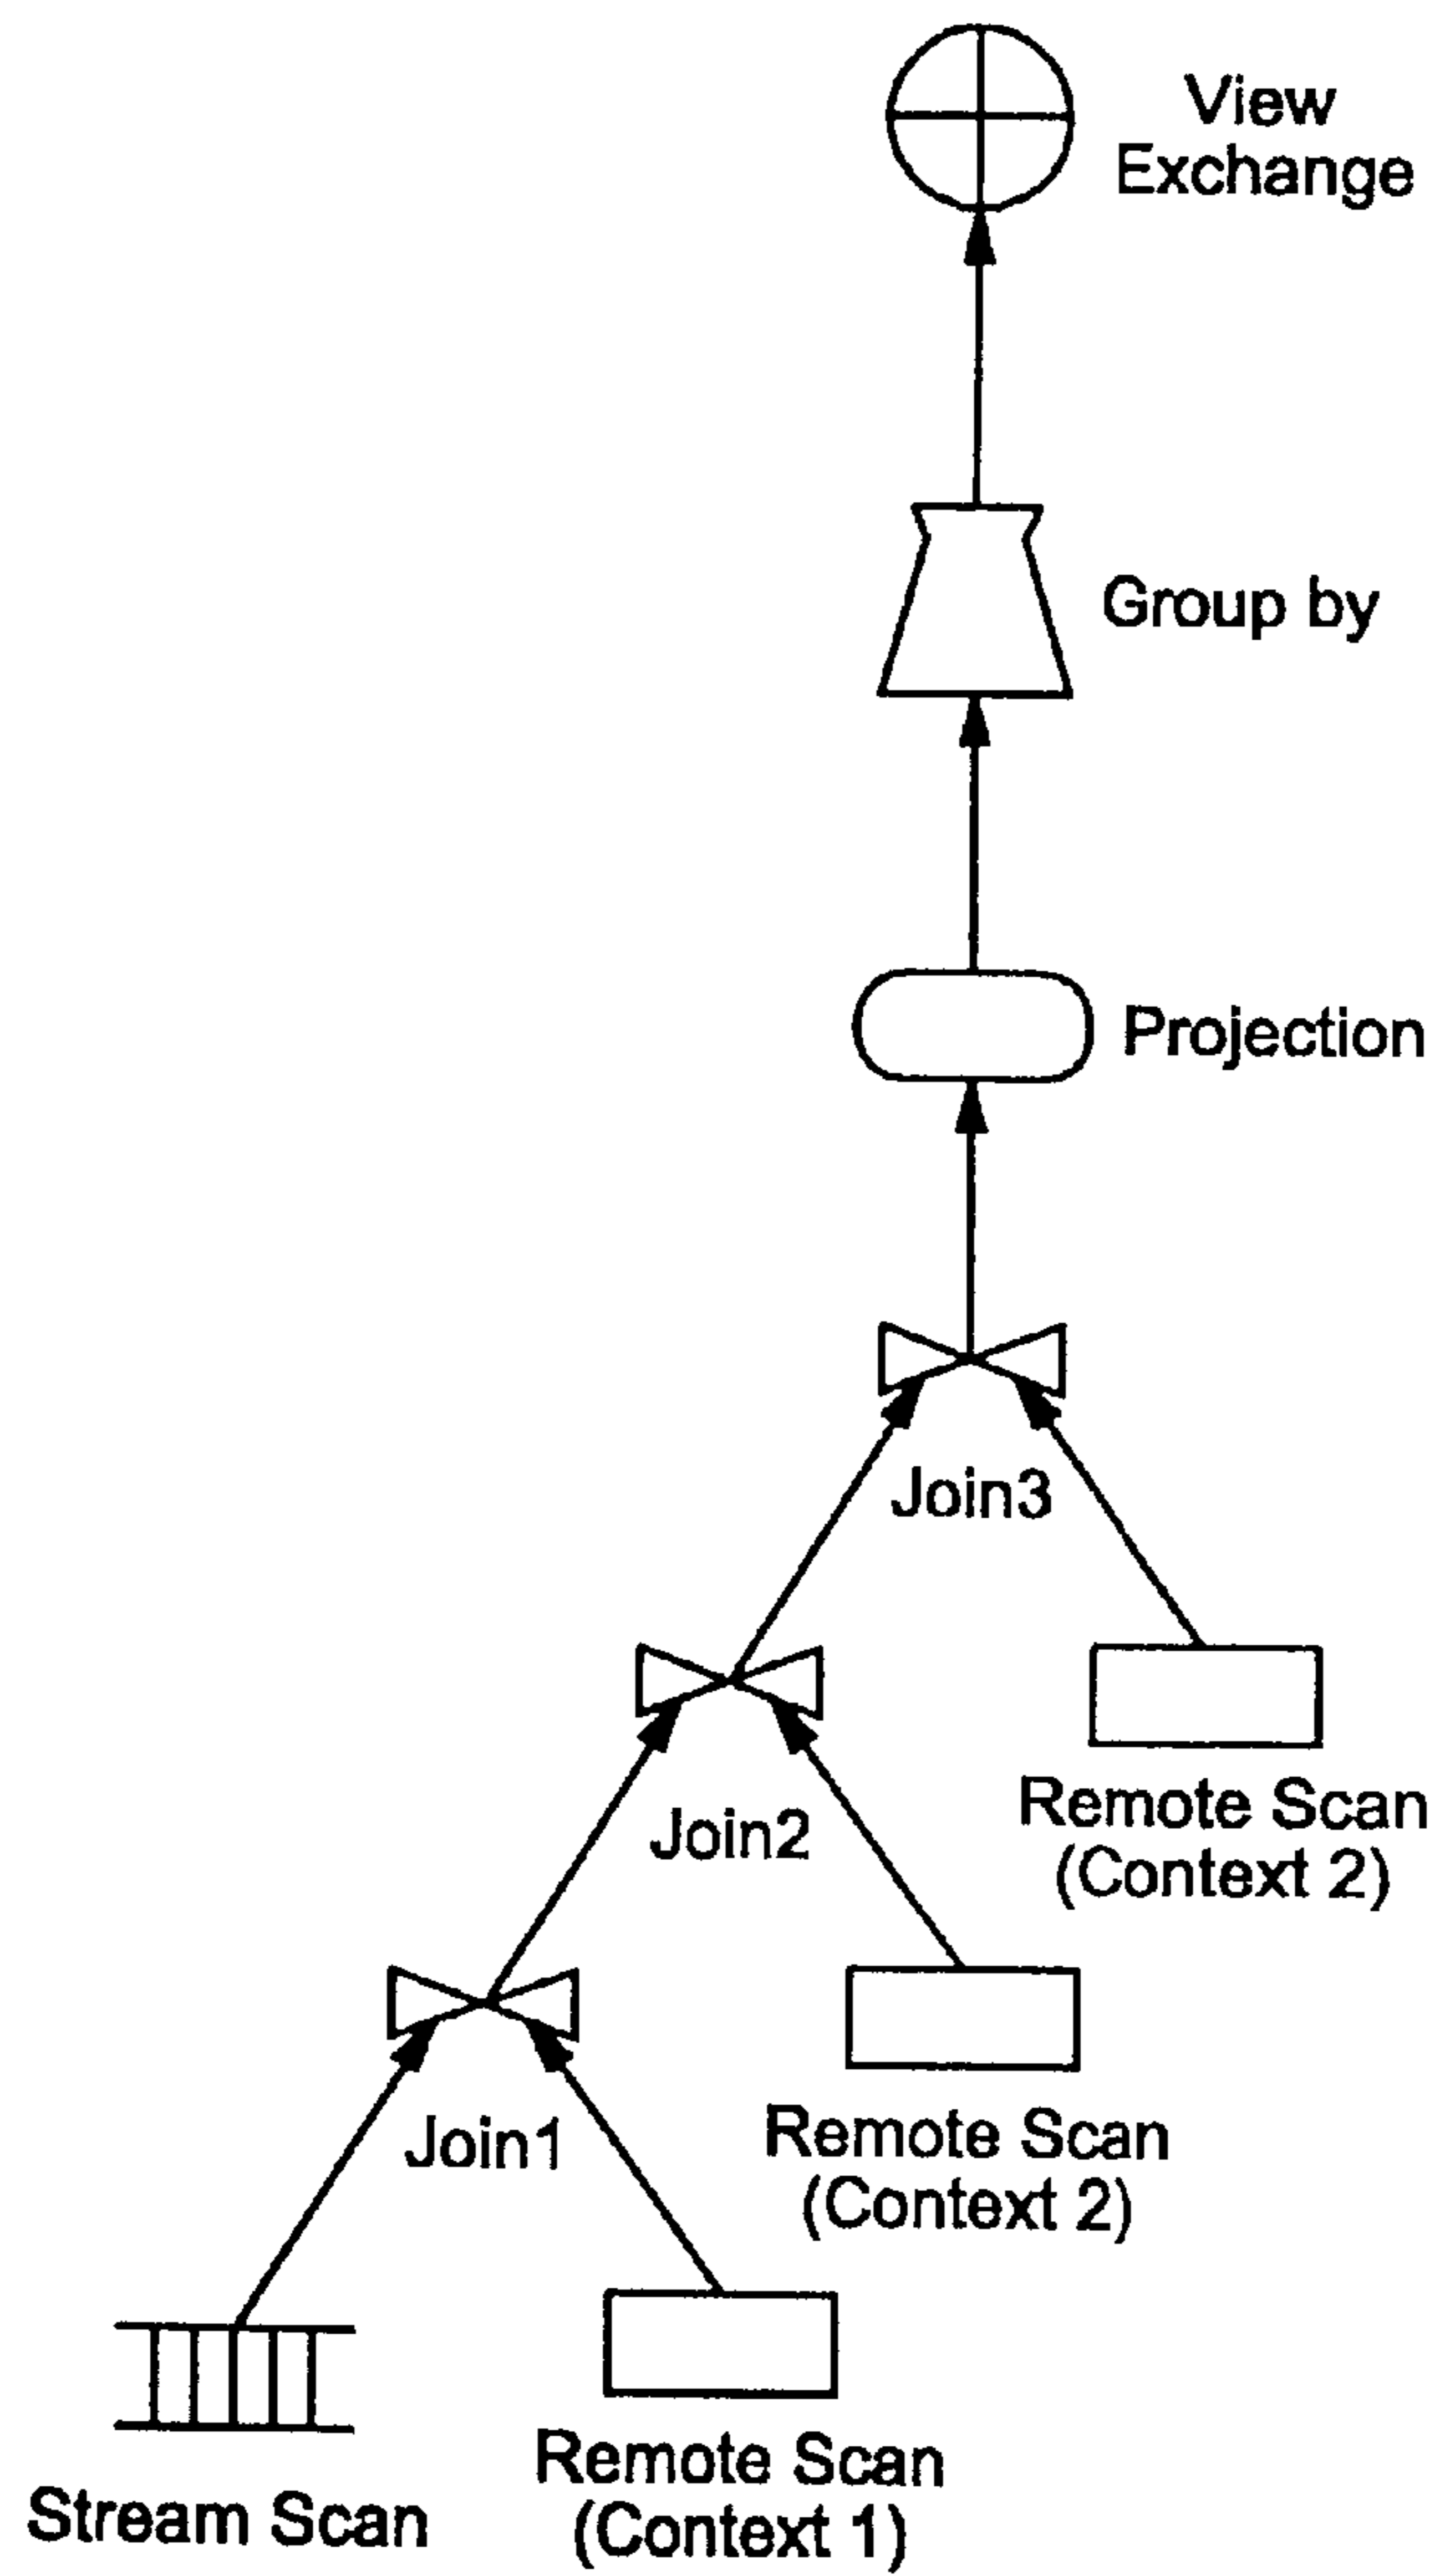 View
Exchange
Group by
Projection
Join3
Remote Scan
(Context 2)
Join2
Remote Scan
(Context 2)
Join1
Remote Scan
(Context 1)
Stream Scan